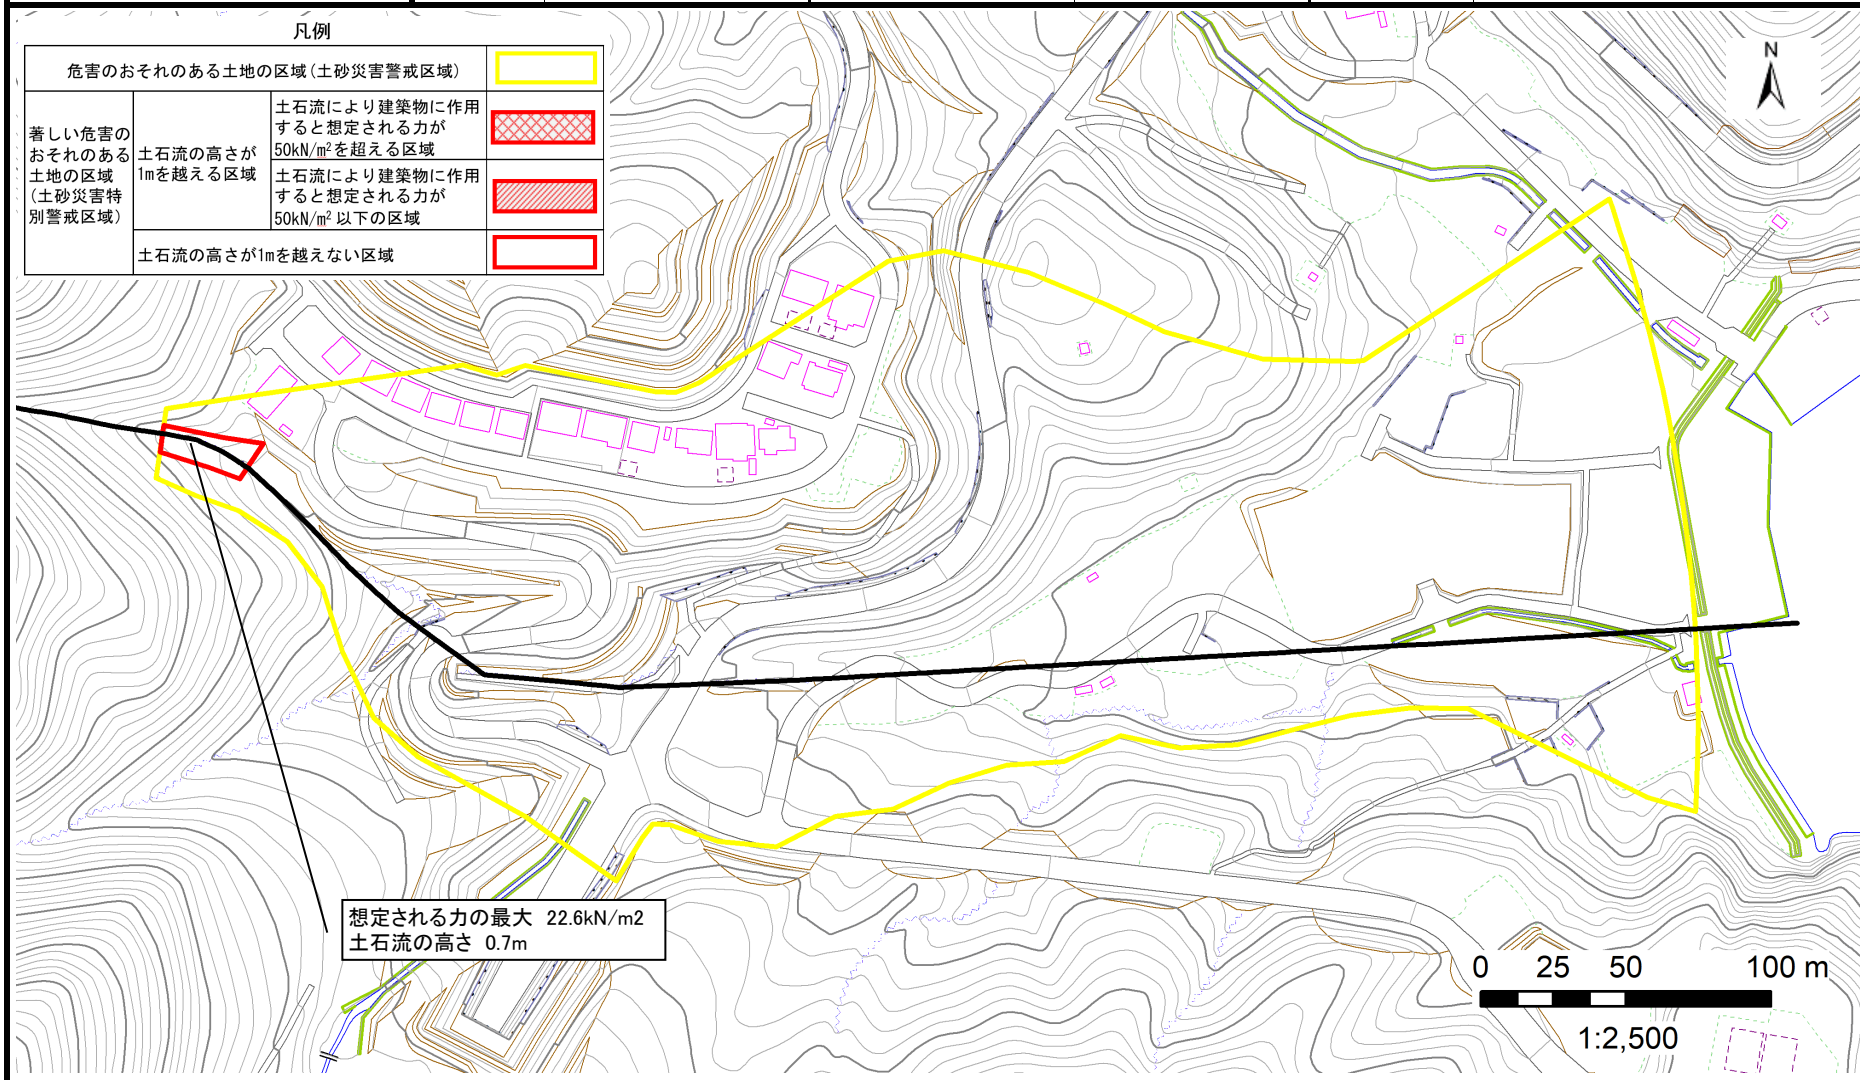 凡例
危害のおそれのある土地の区域(土砂災害警戒区域)
著しい危害の
おそれのある
土地の区域
(土砂災害特
別警戒区域)
土石流の高さが
1mを越える区域
土石流により建築物に作用
すると想定される力が
50kN/m²を超える区域
土石流により建築物に作用
すると想定される力が
50kN/m² 以下の区域
土石流の高さが1mを越えない区域
N
想定される力の最大 22.6kN/m2
土石流の高さ 0.7m
0 25 50 100 m
1:2,500